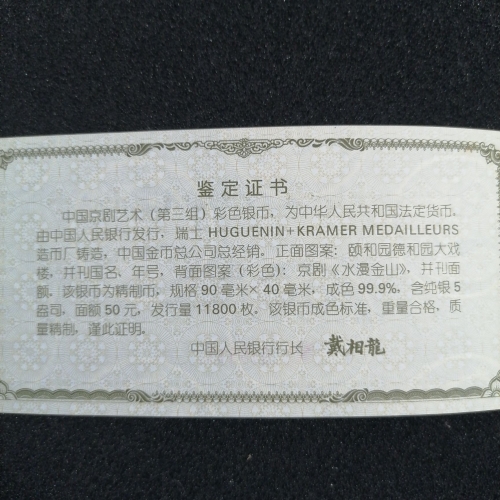 鉴定证书
中国京剧艺术（第三组）彩色银币，为中华人民共和国法定货币，
由中国人民银行发行，瑞士 HUGUENIN+KRAMER MEDAILLEURS
造币厂铸造，中国金币总公司总经销。正面图案：颐和园德和园大戏
楼，并刊国名、年号，背面图案（彩色）：京剧《水漫金山》，并刊面
额。该银币为精制币，规格 90 毫米×40 毫米，成色 99.9%，含纯银 5
盎司，面额 50 元，发行量 11800 枚。该银币成色标准，重量合格，质
量精制，谨此证明。
中国人民银行行长 戴相龍